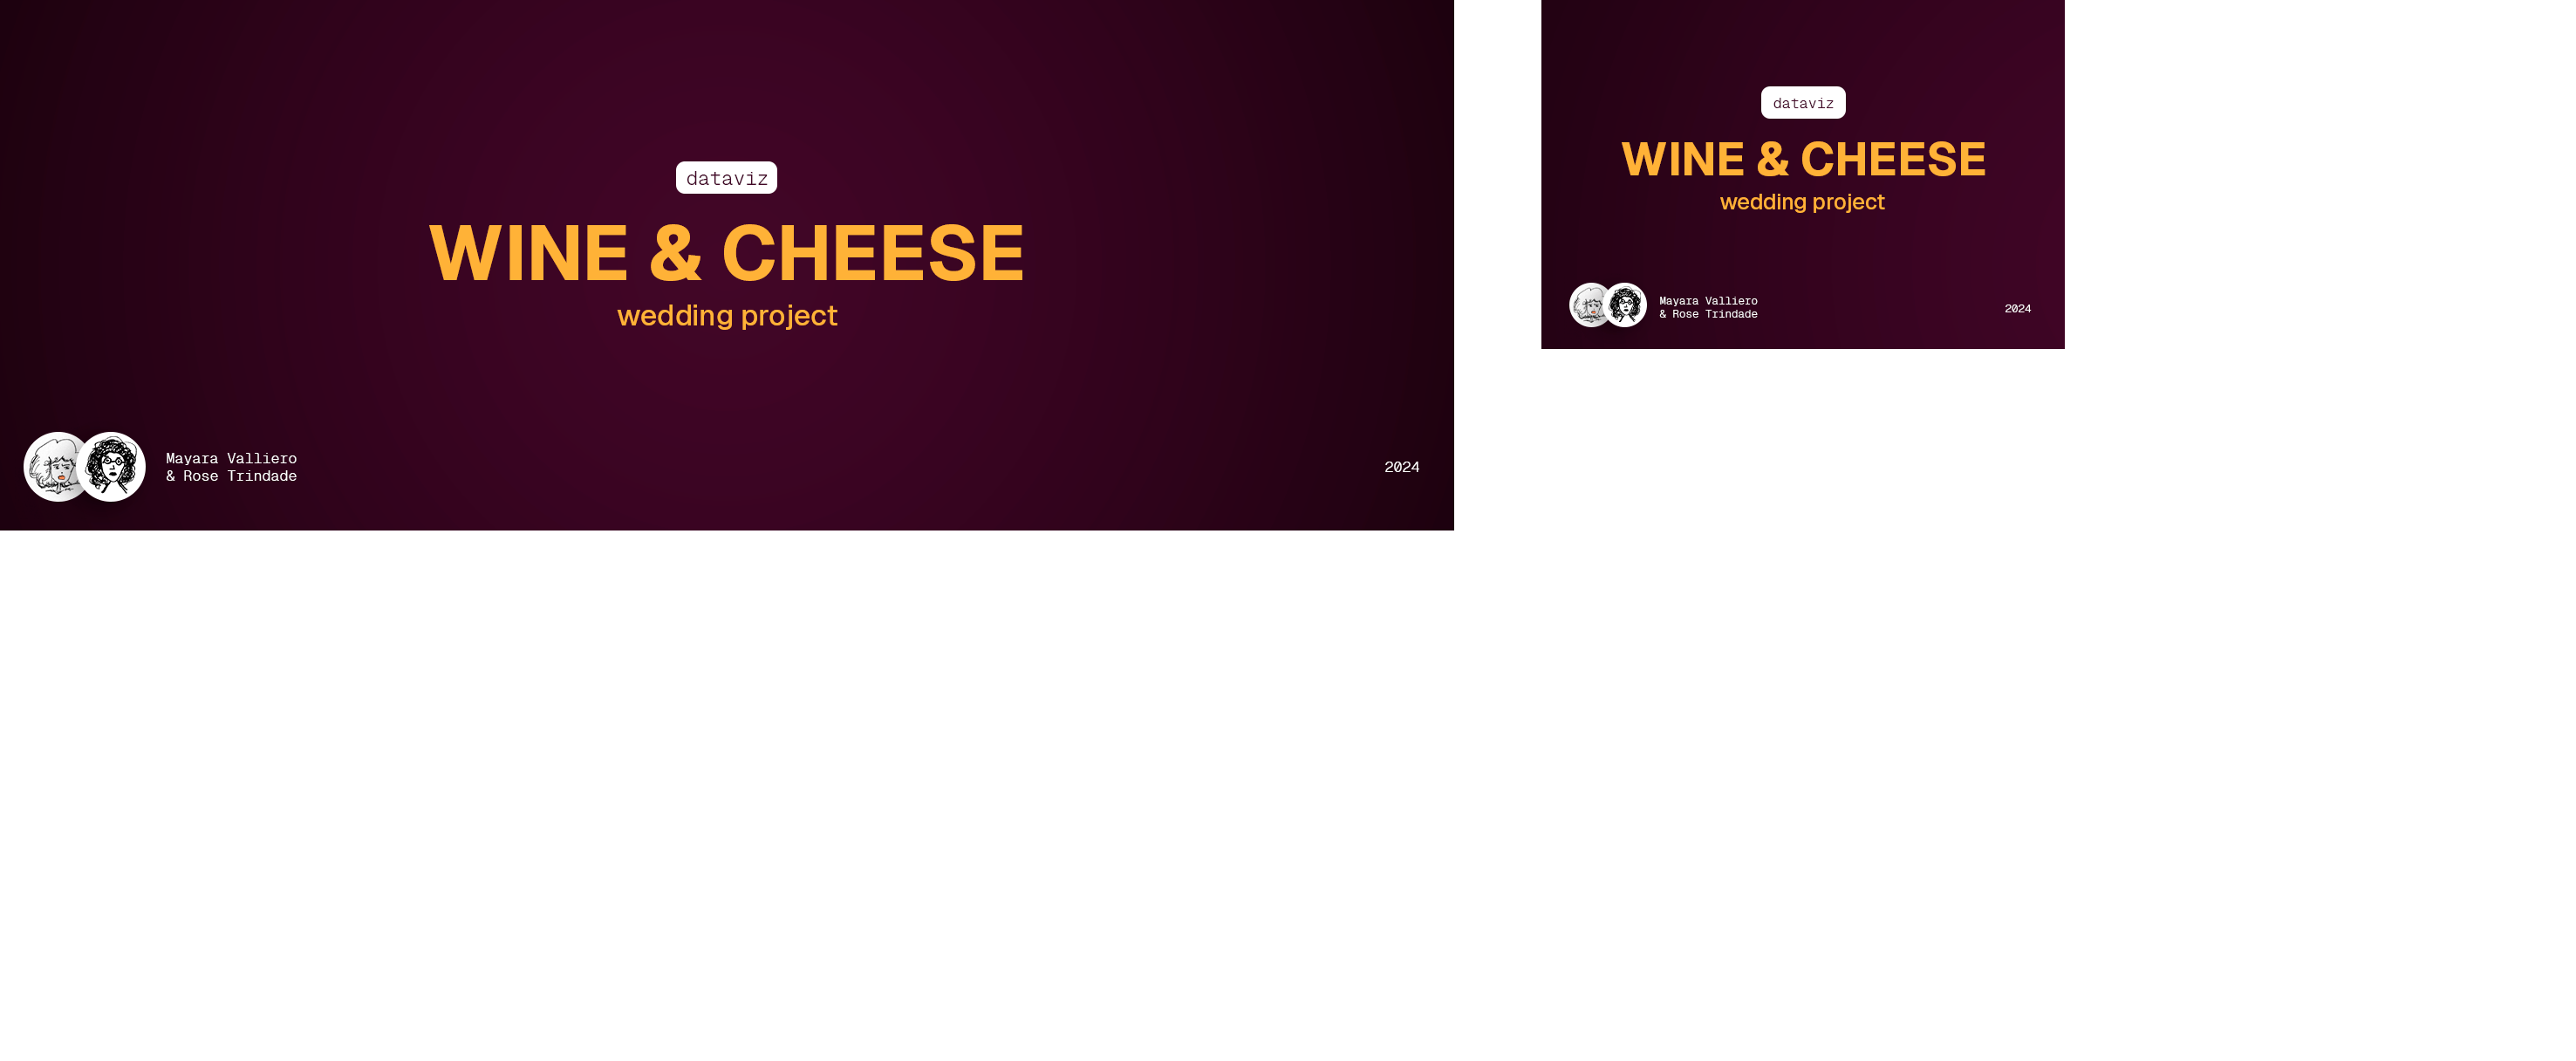 dataviz
WINE & CHEESE
wedding project
Mayara Valliero
& Rose Trindade
2024
dataviz
WINE & CHEESE
wedding project
Mayara Valliero
& Rose Trindade
2024